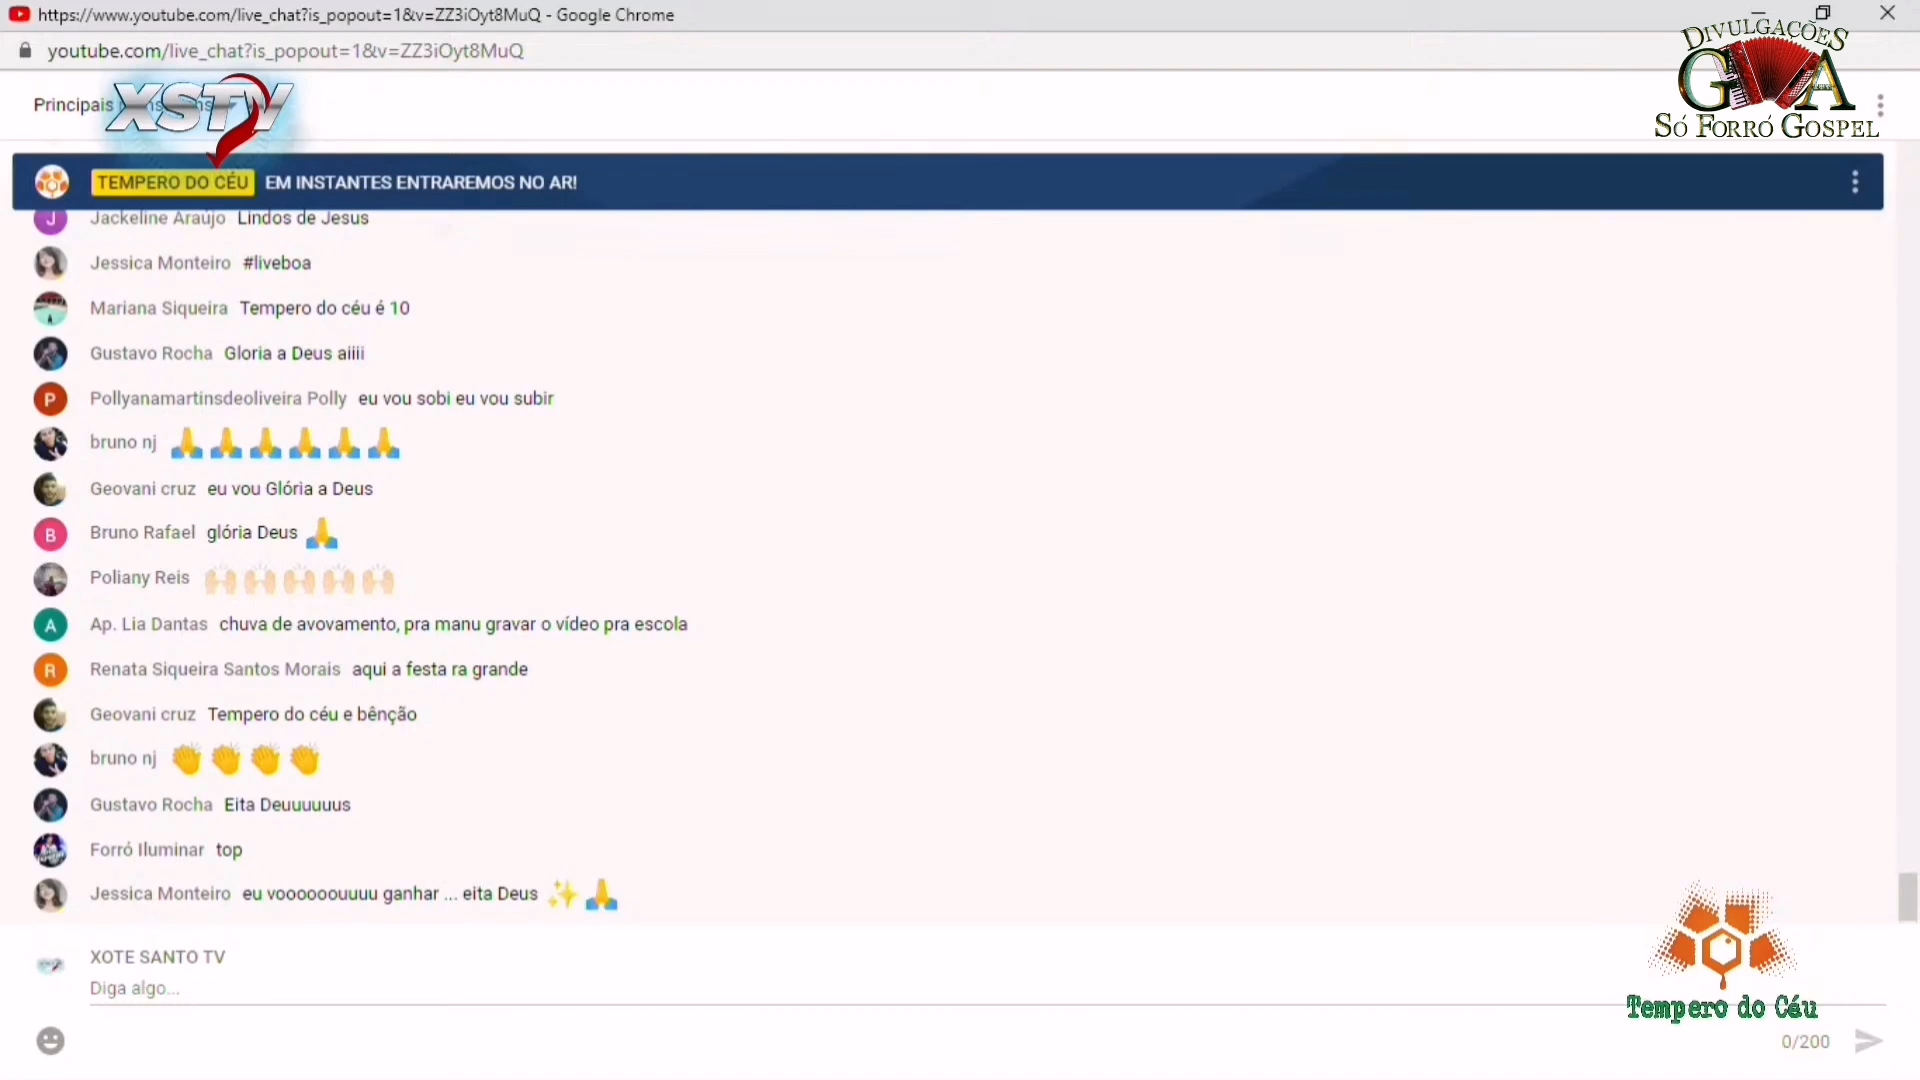 https://www.youtube.com/live_chat?is_popout=1&v=ZZ3iOyt8MuQ - Google Chrome
youtube.com/live_chat?is_popout=1&v=ZZ3iOyt8MuQ
DIVULGAÇÕES
GA
SÓ FORRÓ GOSPEL
Principais
XSTV
TEMPERO DO CÉU EM INSTANTES ENTRAREMOS NO AR!
J Jackeline Araújo Lindos de Jesus
Jessica Monteiro #liveboa
Mariana Siqueira Tempero do céu é 10
Gustavo Rocha Gloria a Deus aiiii
P Pollyanamartinsdeoliveira Polly eu vou sobi eu vou subir
bruno nj 🙏🙏🙏🙏🙏🙏
Geovani cruz eu vou Glória a Deus
B Bruno Rafael glória Deus 🙏
Poliany Reis 🙌🏻🙌🏻🙌🏻🙌🏻🙌🏻
A Ap. Lia Dantas chuva de avovamento, pra manu gravar o vídeo pra escola
R Renata Siqueira Santos Morais aqui a festa ra grande
Geovani cruz Tempero do céu e bênção
bruno nj 👏👏👏👏
Gustavo Rocha Eita Deuuuuuus
Forró Iluminar top
Jessica Monteiro eu voooooouuuu ganhar ... eita Deus ✨🙏
XOTE SANTO TV
Diga algo...
Tempero do Céu
0/200